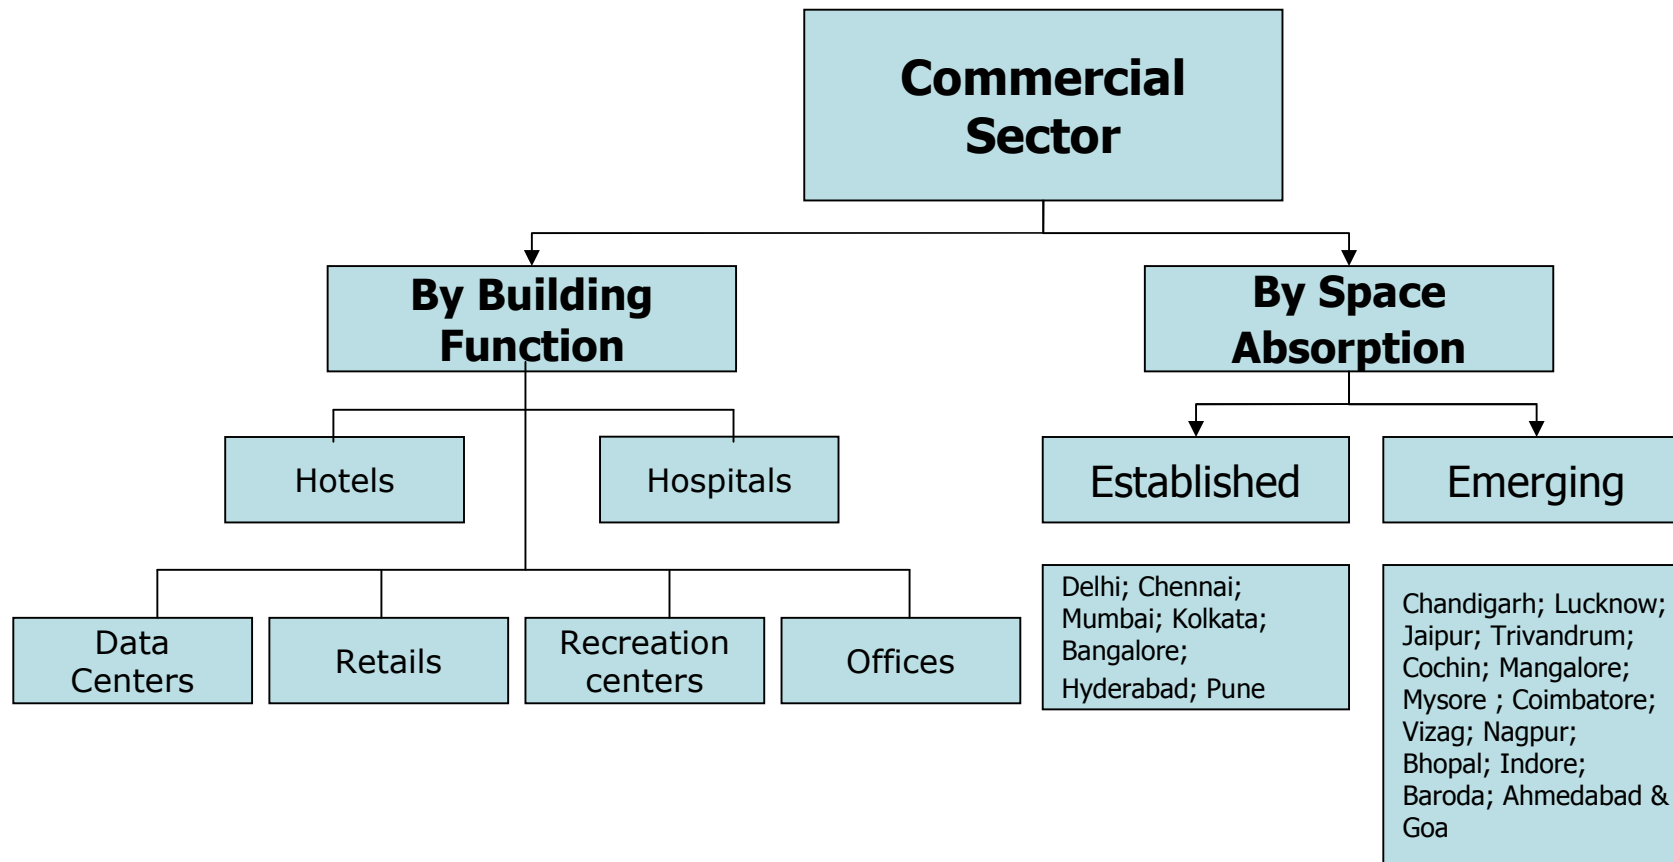 Commercial
Sector
By Building
Function
By Space
Absorption
Hotels
Hospitals
Established
Emerging
Data
Centers
Retails
Recreation
centers
Offices
Delhi; Chennai;
Mumbai; Kolkata;
Bangalore;
Hyderabad; Pune
Chandigarh; Lucknow;
Jaipur; Trivandrum;
Cochin; Mangalore;
Mysore ; Coimbatore;
Vizag; Nagpur;
Bhopal; Indore;
Baroda; Ahmedabad &
Goa